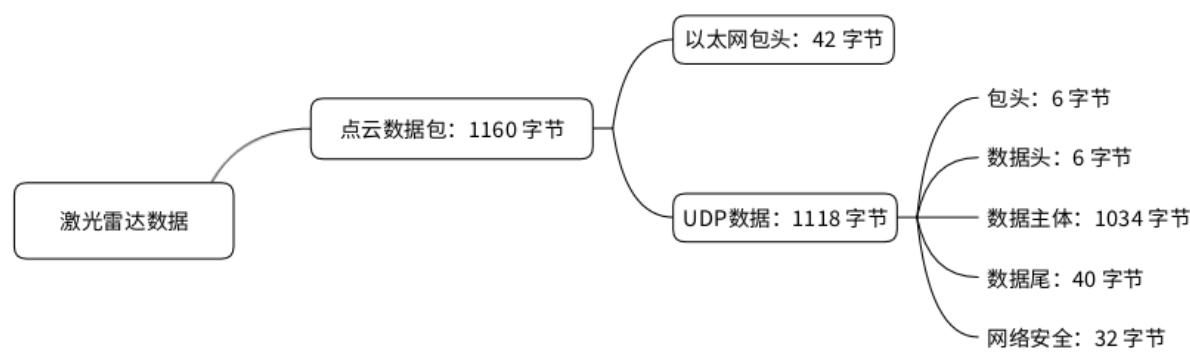 激光雷达数据
点云数据包：1160 字节
以太网包头：42 字节
UDP数据：1118 字节
包头：6 字节
数据头：6 字节
数据主体：1034 字节
数据尾：40 字节
网络安全：32 字节